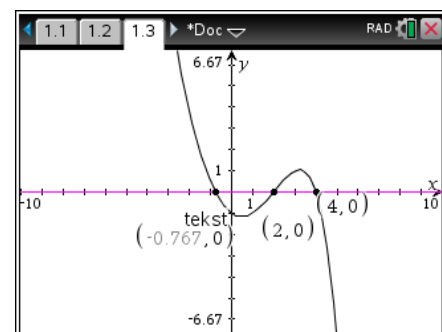 1.1 1.2 1.3 *Doc RAD
6.67 y
1
-10 1 10 x
tekst (4,0)
(-0.767,0) (2,0)
-6.67